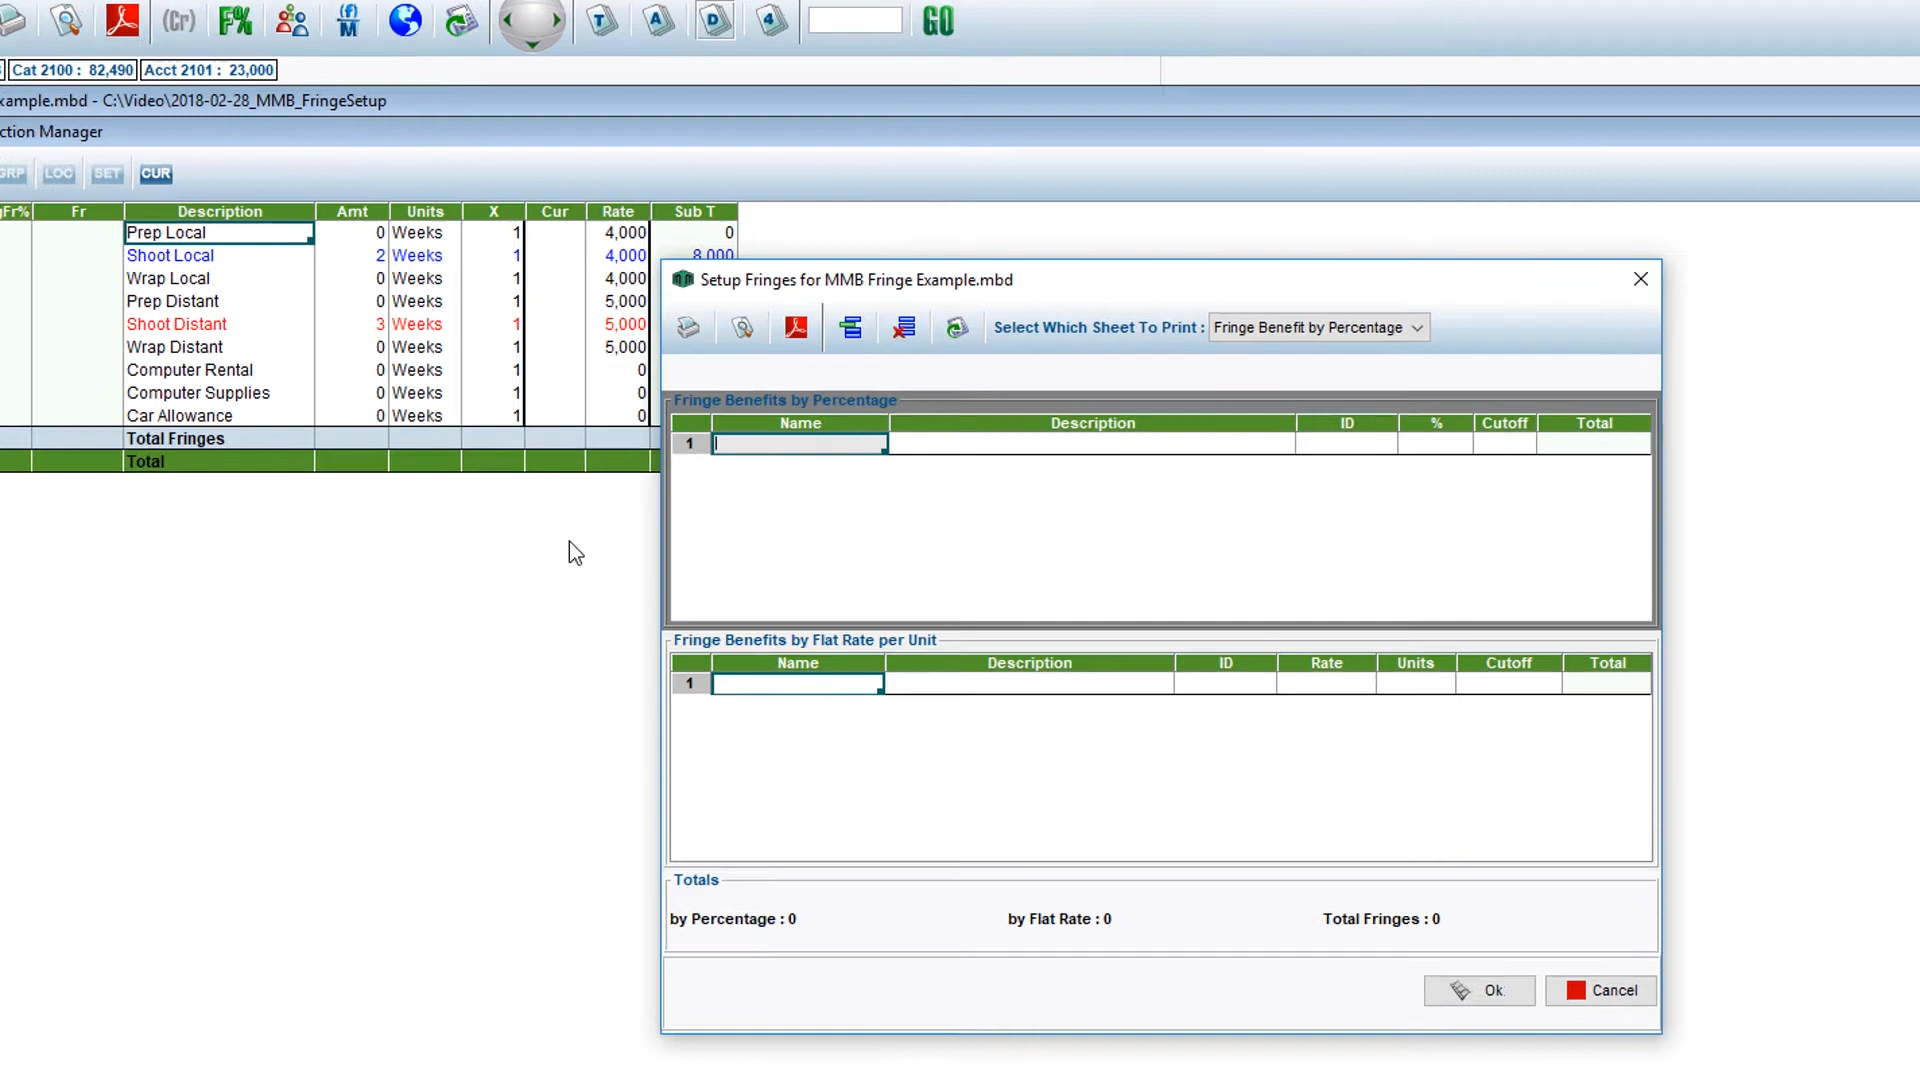 (Cr) F% fM T A D 4 GO
Cat 2100 : 82,490 Acct 2101 : 23,000
xample.mbd - C:\Video\2018-02-28_MMB_FringeSetup
ction Manager
GRP LOC SET CUR
gFr% Fr Description Amt Units X Cur Rate Sub T
Prep Local 0 Weeks 1 4,000 0
Shoot Local 2 Weeks 1 4,000 8,000
Wrap Local 0 Weeks 1 4,000
Prep Distant 0 Weeks 1 5,000
Shoot Distant 3 Weeks 1 5,000
Wrap Distant 0 Weeks 1 5,000
Computer Rental 0 Weeks 1 0
Computer Supplies 0 Weeks 1 0
Car Allowance 0 Weeks 1 0
Total Fringes
Total
Setup Fringes for MMB Fringe Example.mbd
Select Which Sheet To Print : Fringe Benefit by Percentage
Fringe Benefits by Percentage
Name Description ID % Cutoff Total
1
Fringe Benefits by Flat Rate per Unit
Name Description ID Rate Units Cutoff Total
1
Totals
by Percentage : 0 by Flat Rate : 0 Total Fringes : 0
Ok Cancel